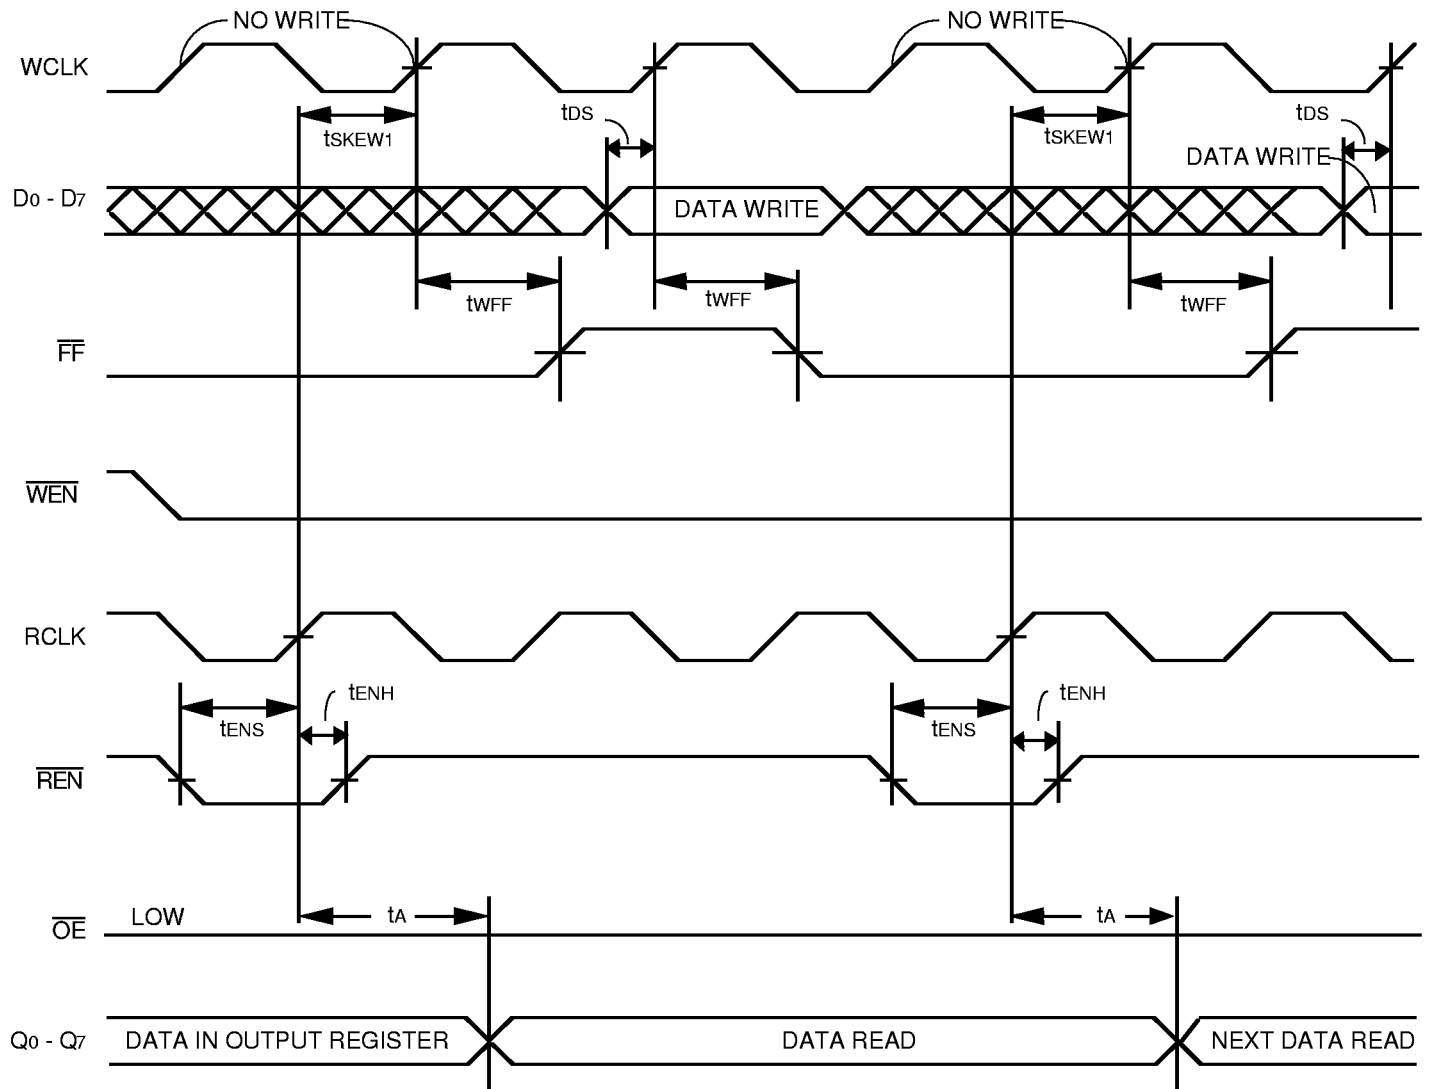 NO WRITE NO WRITE
WCLK
tDS tDS
tSKEW1 tSKEW1
DATA WRITE
D0 - D7 DATA WRITE
tWFF tWFF tWFF
FF
WEN
RCLK
tENH tENH
tENS tENS
REN
LOW tA tA
OE
Q0 - Q7 DATA IN OUTPUT REGISTER DATA READ NEXT DATA READ